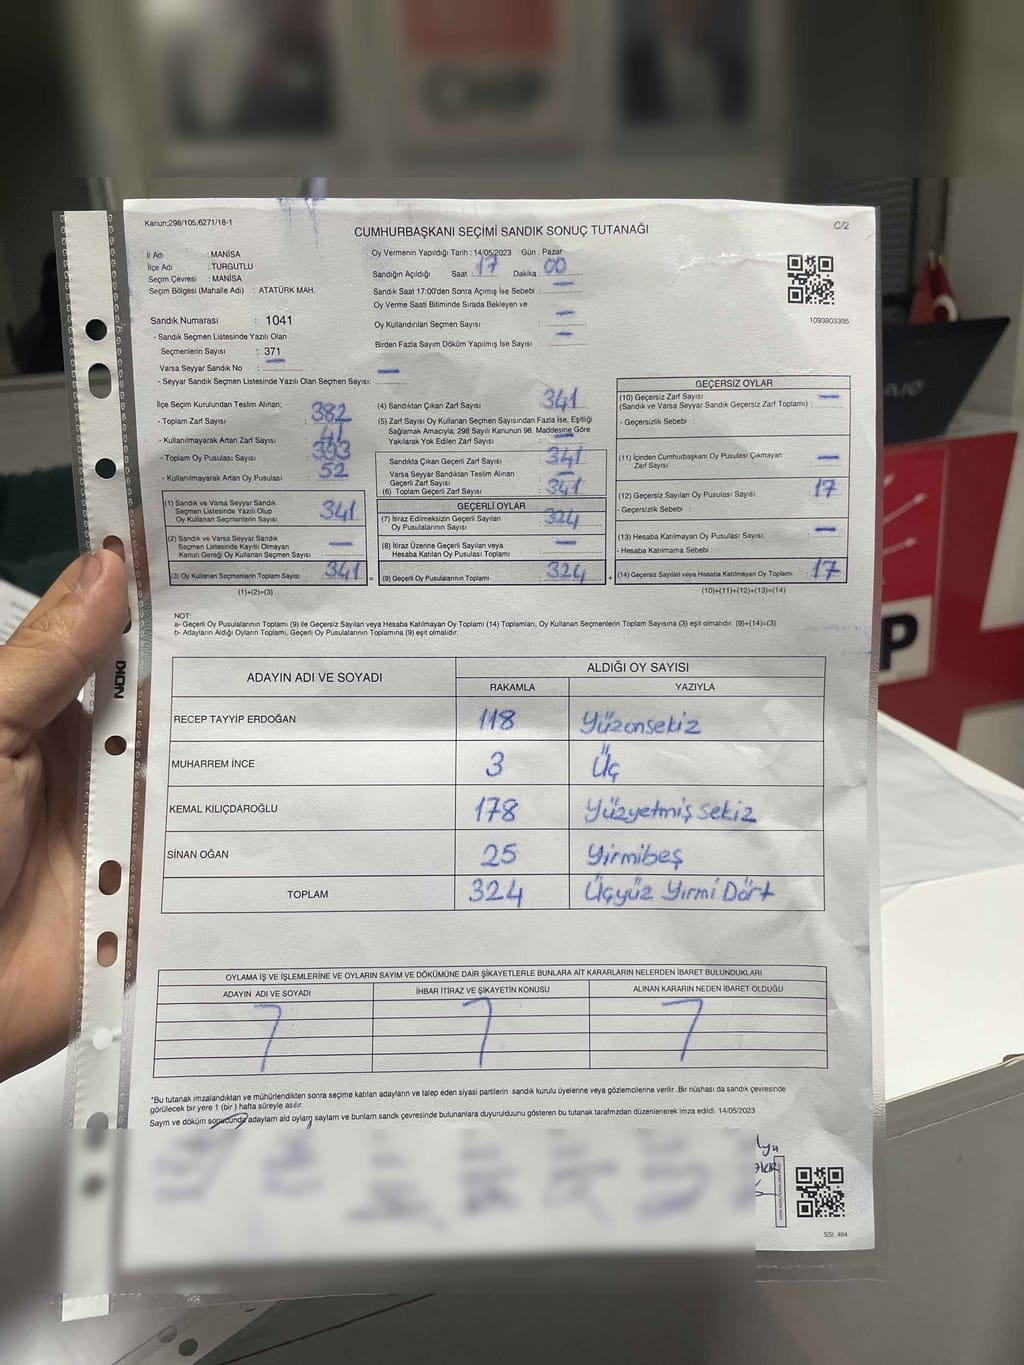 CHP
Kanun;298/105,6271/18-1
C/2
CUMHURBAŞKANI SEÇİMİ SANDIK SONUÇ TUTANAĞI
İl Adı : MANİSA
İlçe Adı : TURGUTLU
Seçim Çevresi : MANİSA
Seçim Bölgesi (Mahalle Adı) : ATATÜRK MAH.
Sandık Numarası : 1041
- Sandık Seçmen Listesinde Yazılı Olan
Seçmenlerin Sayısı : 371
Varsa Seyyar Sandık No : —
- Seyyar Sandık Seçmen Listesinde Yazılı Olan Seçmen Sayısı: —
Oy Vermenin Yapıldığı Tarih : 14/05/2023 Gün : Pazar
Sandığın Açıldığı Saat : 17 Dakika : 00
Sandık Saat 17:00'den Sonra Açımış İse Sebebi : —
Oy Verme Saati Bitiminde Sırada Bekleyen ve
Oy Kullandırılan Seçmen Sayısı : —
Birden Fazla Sayım Döküm Yapılmış İse Sayısı : —
1093803395
İlçe Seçim Kurulundan Teslim Alınan;
- Toplam Zarf Sayısı : 382
- Kullanılmayarak Artan Zarf Sayısı : 41
- Toplam Oy Pusulası Sayısı : 393
- Kullanılmayarak Artan Oy Pusulası : 52
(1) Sandık ve Varsa Seyyar Sandık
Seçmen Listesinde Yazılı Olup
Oy Kullanan Seçmenlerin Sayısı : 341
(2) Sandık ve Varsa Seyyar Sandık
Seçmen Listesinde Kayıtlı Olmayan
Kanun Gereği Oy Kullanan Seçmen Sayısı : —
(3) Oy Kullanan Seçmenlerin Toplam Sayısı : 341
(1)+(2)=(3)
(4) Sandıktan Çıkan Zarf Sayısı : 341
(5) Zarf Sayısı Oy Kullanan Seçmen Sayısından Fazla İse, Eşitliği
Sağlamak Amacıyla; 298 Sayılı Kanunun 98. Maddesine Göre
Yakılarak Yok Edilen Zarf Sayısı : —
Sandıkta Çıkan Geçerli Zarf Sayısı : 341
Varsa Seyyar Sandıktan Teslim Alınan
Geçerli Zarf Sayısı : —
(6) Toplam Geçerli Zarf Sayısı : 341
GEÇERLİ OYLAR
(7) İtiraz Edilmeksizin Geçerli Sayılan
Oy Pusulalarının Sayısı : 324
(8) İtiraz Üzerine Geçerli Sayılan veya
Hesaba Katılan Oy Pusulası Toplamı : —
= (9) Geçerli Oy Pusulalarının Toplamı : 324
GEÇERSİZ OYLAR
(10) Geçersiz Zarf Sayısı : —
(Sandık ve Varsa Seyyar Sandık Geçersiz Zarf Toplamı)
- Geçersizlik Sebebi :
(11) İçinden Cumhurbaşkanı Oy Pusulası Çıkmayan
Zarf Sayısı : —
(12) Geçersiz Sayılan Oy Pusulası Sayısı : 17
- Geçersizlik Sebebi :
(13) Hesaba Katılmayan Oy Pusulası Sayısı: —
- Hesaba Katılmama Sebebi :
+ (14) Geçersiz Sayılan veya Hesaba Katılmayan Oy Toplamı : 17
(10)+(11)+(12)+(13)=(14)
NOT:
a- Geçerli Oy Pusulalarının Toplamı (9) ile Geçersiz Sayılan veya Hesaba Katılmayan Oy Toplamı (14) Toplamları, Oy Kullanan Seçmenlerin Toplam Sayısına (3) eşit olmalıdır. (9)+(14)=(3)
b- Adayların Aldığı Oyların Toplamı, Geçerli Oy Pusulalarının Toplamına (9) eşit olmalıdır.
ADAYIN ADI VE SOYADI ALDIĞI OY SAYISI
RAKAMLA YAZIYLA
RECEP TAYYİP ERDOĞAN 118 Yüzonsekiz
MUHARREM İNCE 3 Üç
KEMAL KILIÇDAROĞLU 178 Yüzyetmiş sekiz
SİNAN OĞAN 25 Yirmibeş
TOPLAM 324 Üçyüz Yirmi Dört
OYLAMA İŞ VE İŞLEMLERİNE VE OYLARIN SAYIM VE DÖKÜMÜNE DAİR ŞİKAYETLERLE BUNLARA AİT KARARLARIN NELERDEN İBARET BULUNDUKLARI
ADAYIN ADI VE SOYADI İHBAR İTİRAZ VE ŞİKAYETİN KONUSU ALINAN KARARIN NEDEN İBARET OLDUĞU
*Bu tutanak imzalandıktan ve mühürlendikten sonra seçime katılan adayların ve talep eden siyasi partilerin sandık kurulu üyelerine veya gözlemcilerine verilir. Bir nüshası da sandık çevresinde
görülecek bir yere 1 (bir ) hafta süreyle asılır.
Sayım ve döküm sonucunda adayların aldı oyların sayları ve bunların sandık çevresinde bulunanlara duyurulduunu gösteren bu tutanak tarafımzdan düzenlenerek imza edildi. 14/05/2023
SSİ_404